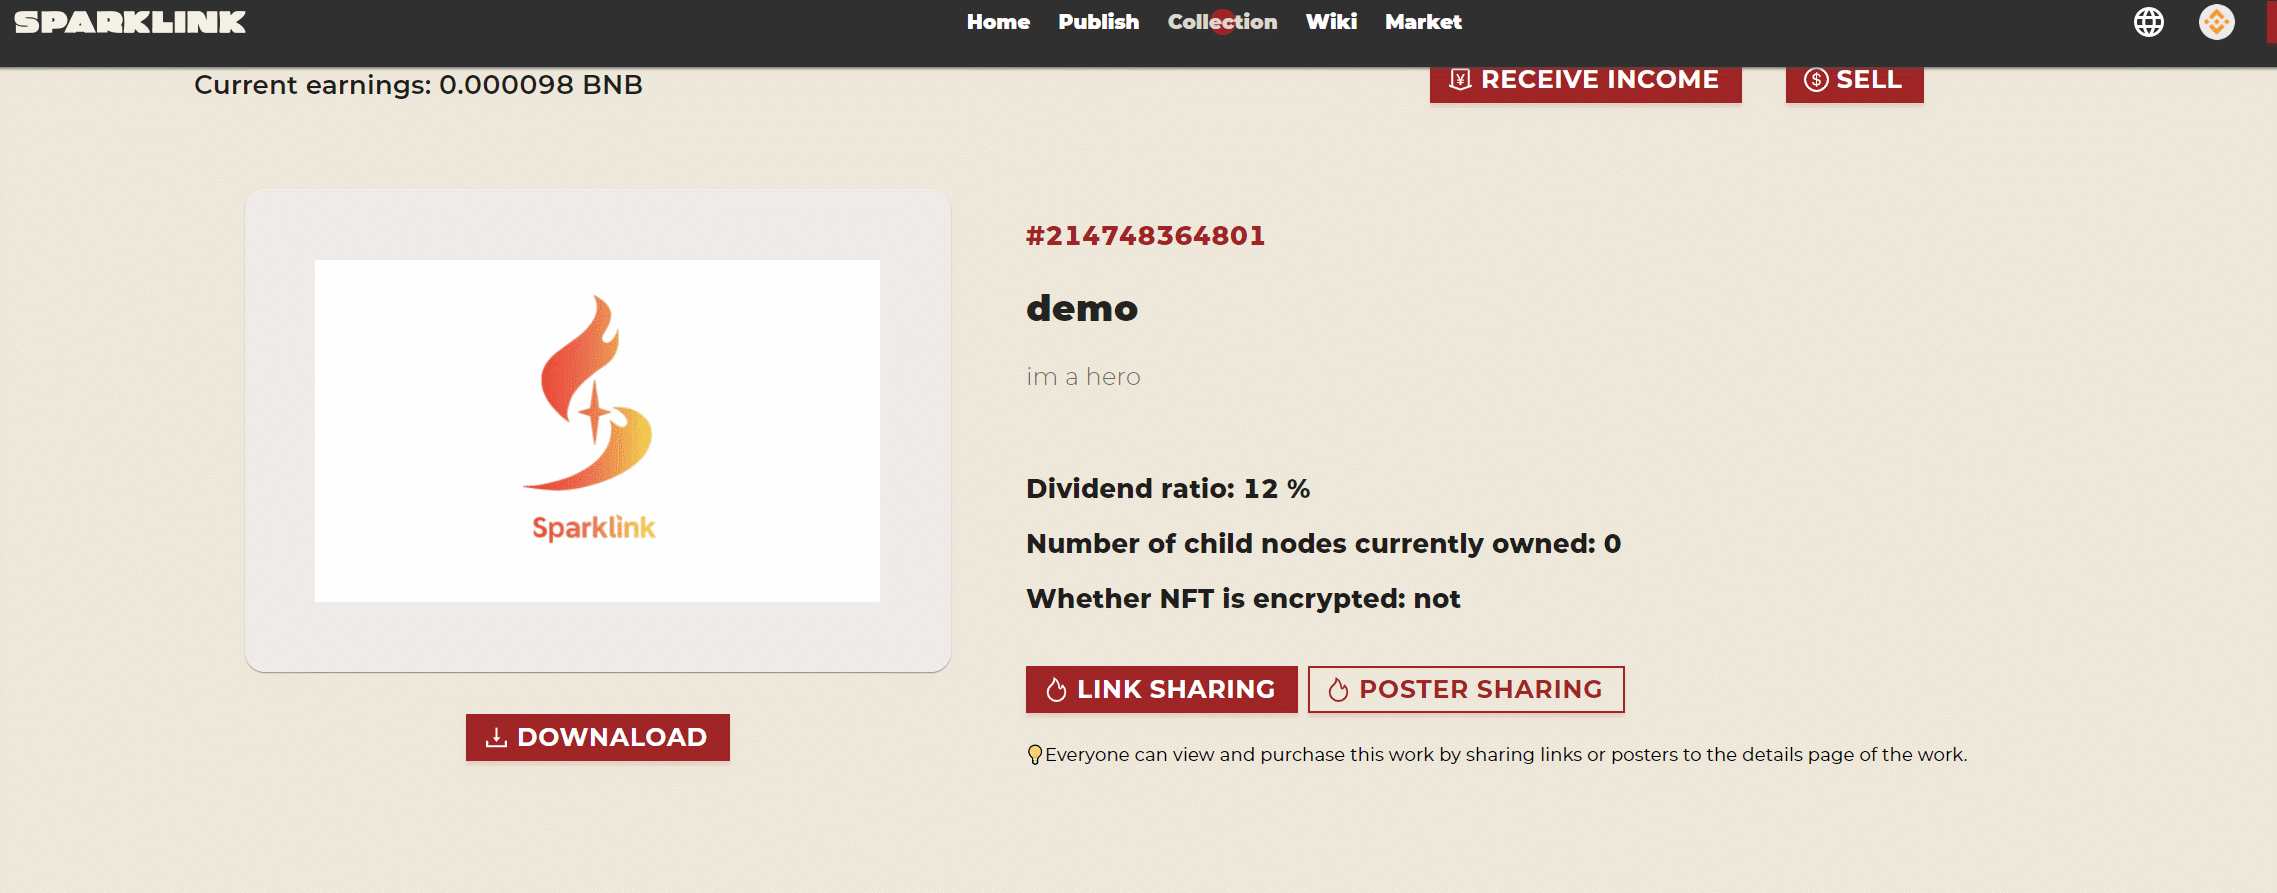 SPARKLINK
Home Publish Collection Wiki Market
Current earnings: 0.000098 BNB
RECEIVE INCOME
SELL
#214748364801
demo
im a hero
Sparklink
Dividend ratio: 12 %
Number of child nodes currently owned: 0
Whether NFT is encrypted: not
LINK SHARING
POSTER SHARING
DOWNALOAD
Everyone can view and purchase this work by sharing links or posters to the details page of the work.